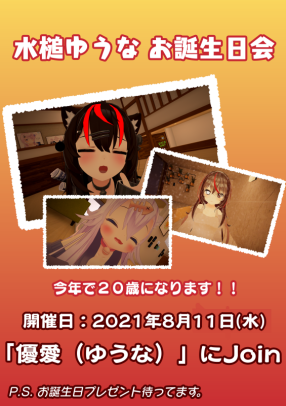 水槌ゆうな お誕生日会
今年で２０歳になります！！
開催日：2021年8月11日(水)
「優愛（ゆうな）」にJoin
P.S. お誕生日プレゼント待ってます。